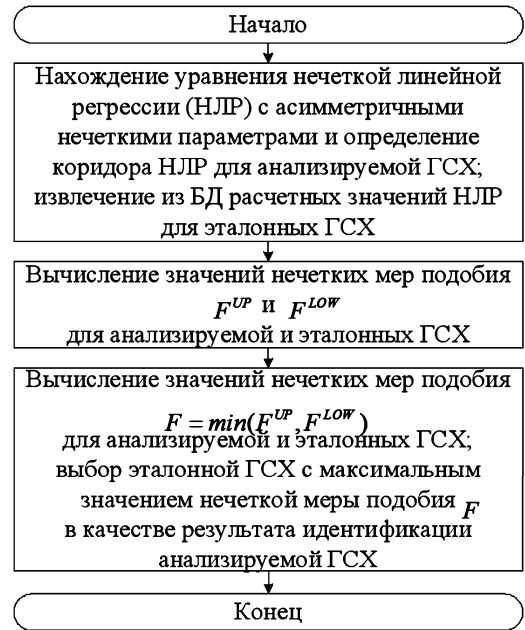 Начало
Нахождение уравнения нечеткой линейной
регрессии (НЛР) с асимметричными
нечеткими параметрами и определение
коридора НЛР для анализируемой ГСХ;
извлечение из БД расчетных значений НЛР
для эталонных ГСХ
Вычисление значений нечетких мер подобия
F^{UP} и F^{LOW}
для анализируемой и эталонных ГСХ
Вычисление значений нечетких мер подобия
F = min(F^{UP}, F^{LOW})
для анализируемой и эталонных ГСХ;
выбор эталонной ГСХ с максимальным
значением нечеткой меры подобия F
в качестве результата идентификации
анализируемой ГСХ
Конец